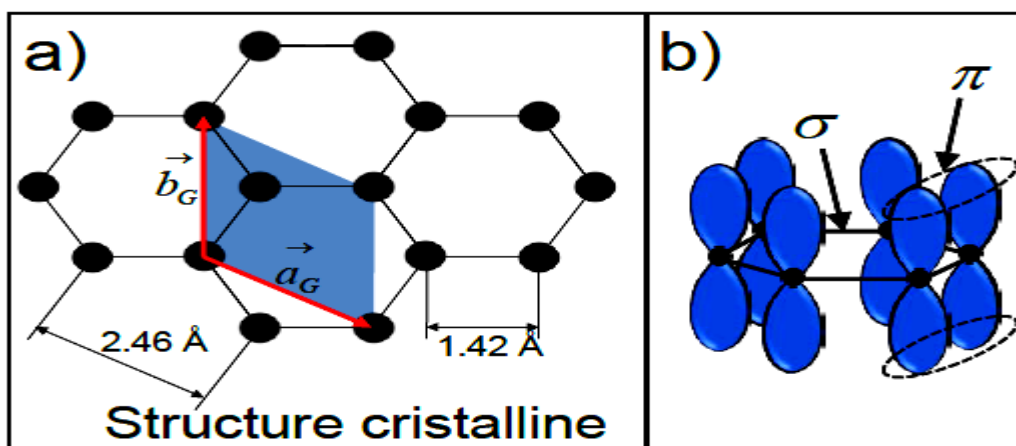 a)
b_G
a_G
2.46 Å
1.42 Å
Structure cristalline
b)
σ
π